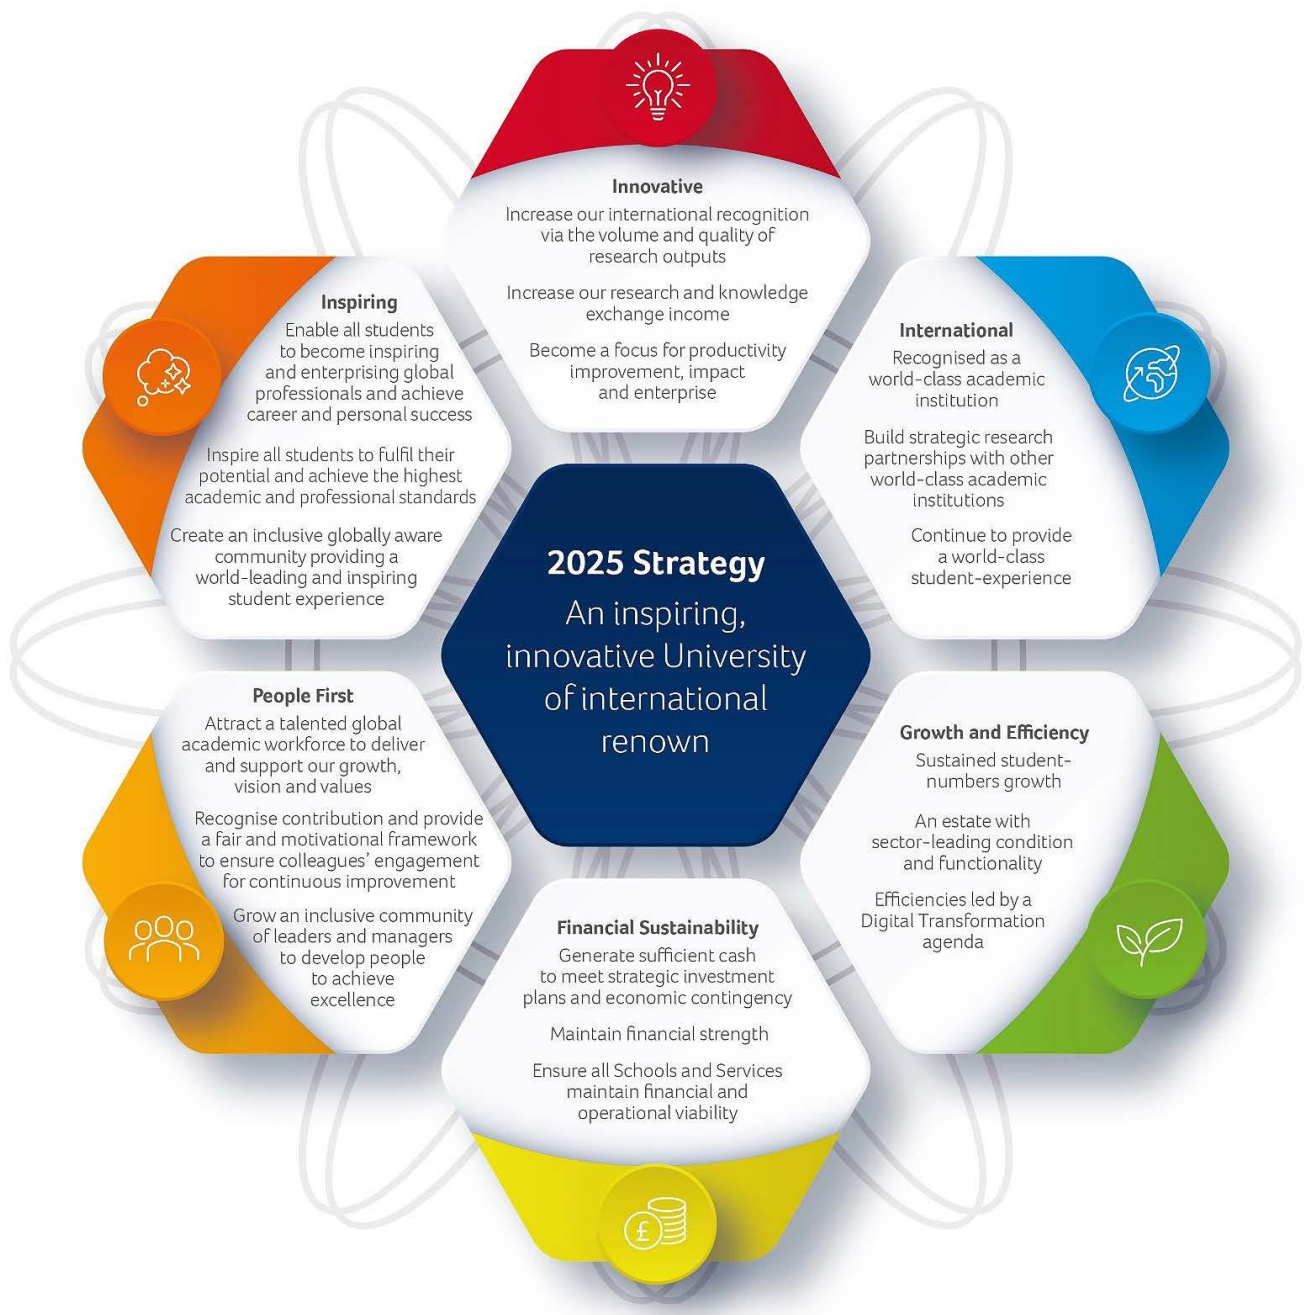 Innovative
Increase our international recognition
via the volume and quality of
research outputs
Increase our research and knowledge
exchange income
Become a focus for productivity
improvement, impact
and enterprise
Inspiring
Enable all students
to become inspiring
and enterprising global
professionals and achieve
career and personal success
Inspire all students to fulfil their
potential and achieve the highest
academic and professional standards
Create an inclusive globally aware
community providing a
world-leading and inspiring
student experience
International
Recognised as a
world-class academic
institution
Build strategic research
partnerships with other
world-class academic
institutions
Continue to provide
a world-class
student-experience
2025 Strategy
An inspiring,
innovative University
of international
renown
People First
Attract a talented global
academic workforce to deliver
and support our growth,
vision and values
Recognise contribution and provide
a fair and motivational framework
to ensure colleagues' engagement
for continuous improvement
Grow an inclusive community
of leaders and managers
to develop people
to achieve
excellence
Growth and Efficiency
Sustained student-
numbers growth
An estate with
sector-leading condition
and functionality
Efficiencies led by a
Digital Transformation
agenda
Financial Sustainability
Generate sufficient cash
to meet strategic investment
plans and economic contingency
Maintain financial strength
Ensure all Schools and Services
maintain financial and
operational viability
£